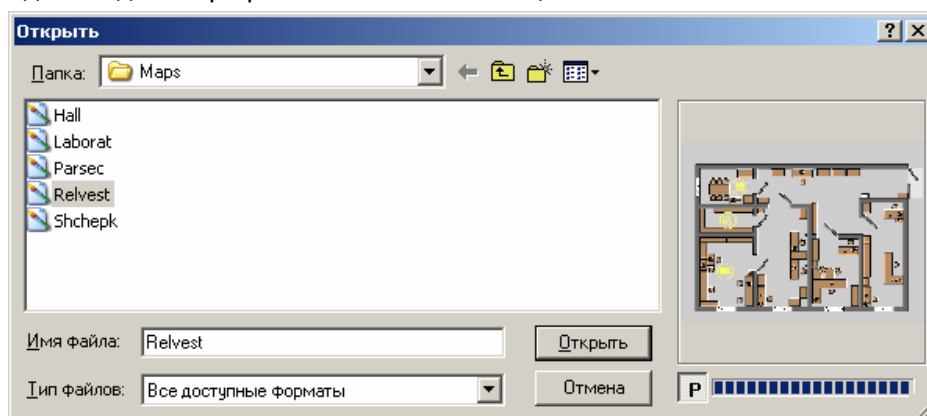 Открыть
Папка: Maps
Hall
Laborat
Parsec
Relvest
Shchepk
Имя файла: Relvest Открыть
Тип файлов: Все доступные форматы Отмена P